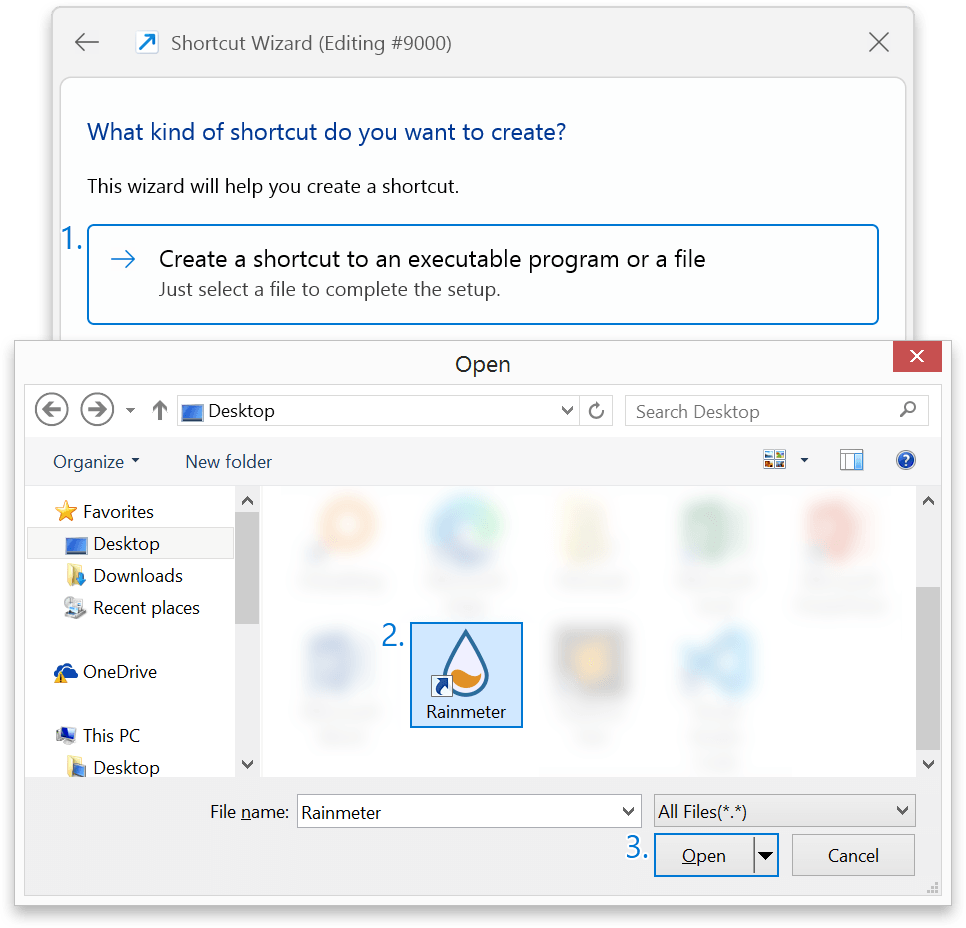 Shortcut Wizard (Editing #9000)
What kind of shortcut do you want to create?
This wizard will help you create a shortcut.
1.
Create a shortcut to an executable program or a file
Just select a file to complete the setup.
Open
Desktop
Search Desktop
Organize
New folder
Favorites
Desktop
Downloads
Recent places
OneDrive
This PC
Desktop
2.
Rainmeter
File name: Rainmeter
All Files(*.*)
3.
Open
Cancel